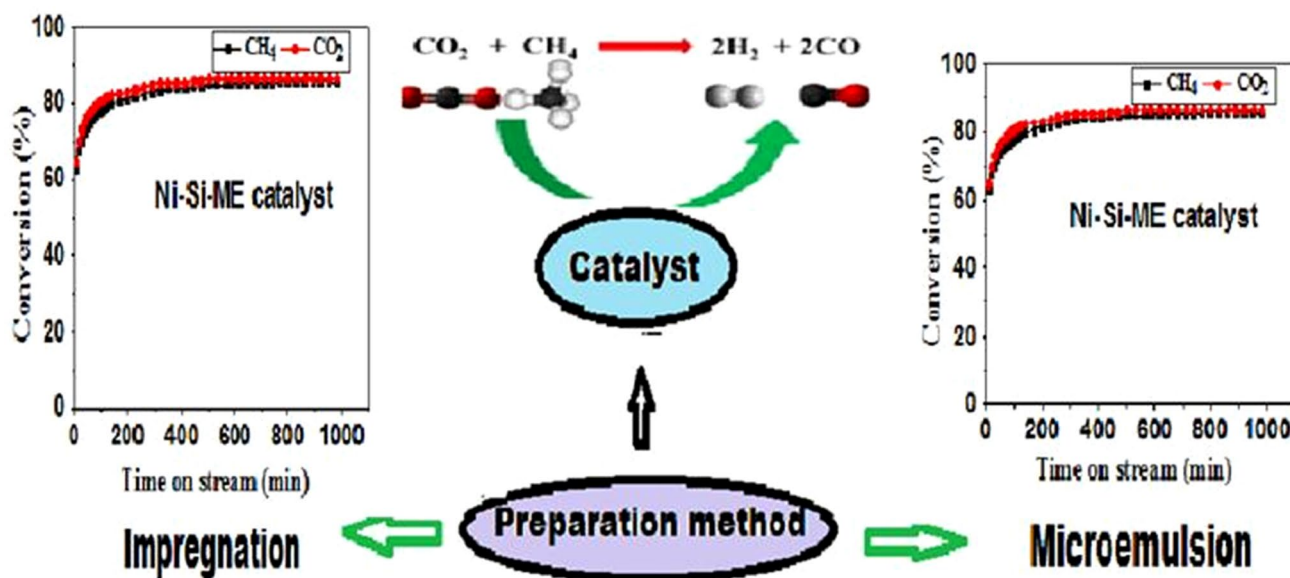 100
80
60
40
20
0
Conversion (%)
CH₄ CO₂
Ni-Si-ME catalyst
0 200 400 600 800 1000
Time on stream (min)
Impregnation
CO₂ + CH₄ 2H₂ + 2CO
Catalyst
Preparation method
100
80
60
40
20
0
Conversion (%)
CH₄ CO₂
Ni-Si-ME catalyst
0 200 400 600 800 1000
Time on stream (min)
Microemulsion